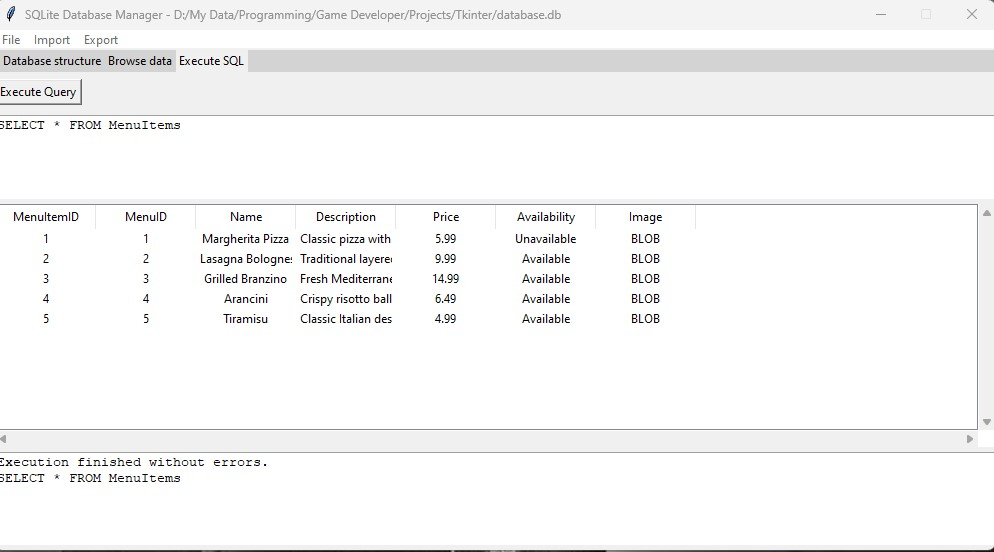 SQLite Database Manager - D:/My Data/Programming/Game Developer/Projects/Tkinter/database.db
File Import Export
Database structure Browse data Execute SQL
Execute Query
SELECT * FROM MenuItems
MenuItemID MenuID Name Description Price Availability Image
1 1 Margherita Pizza Classic pizza with 5.99 Unavailable BLOB
2 2 Lasagna Bolognes Traditional layere 9.99 Available BLOB
3 3 Grilled Branzino Fresh Mediterrane 14.99 Available BLOB
4 4 Arancini Crispy risotto ball 6.49 Available BLOB
5 5 Tiramisu Classic Italian des 4.99 Available BLOB
Execution finished without errors.
SELECT * FROM MenuItems